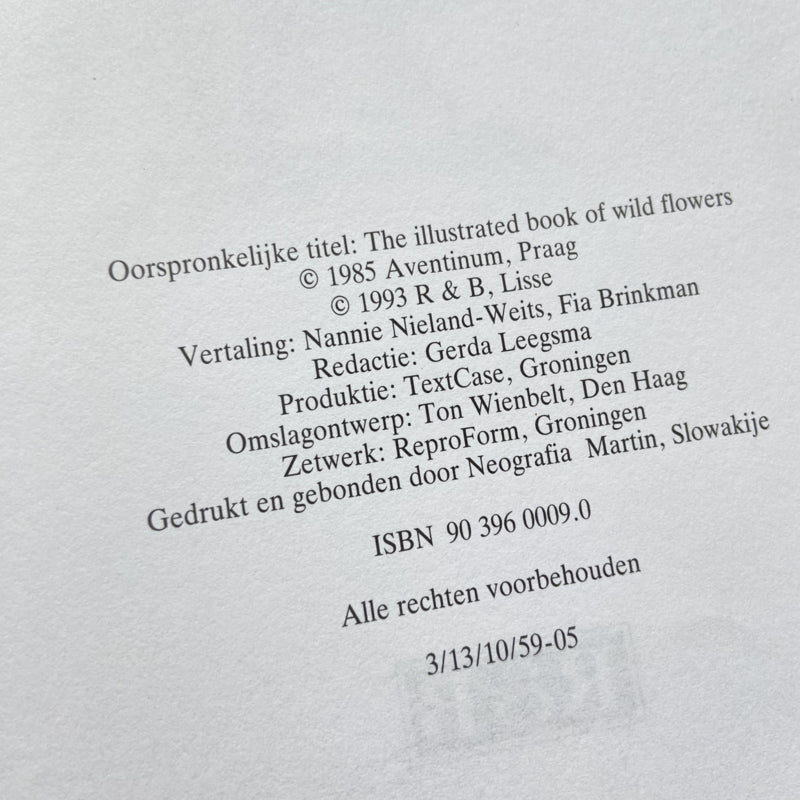 Oorspronkelijke titel: The illustrated book of wild flowers
© 1985 Aventinum, Praag
© 1993 R & B, Lisse
Vertaling: Nannie Nieland-Weits, Fia Brinkman
Redactie: Gerda Leegsma
Produktie: TextCase, Groningen
Omslagontwerp: Ton Wienbelt, Den Haag
Zetwerk: ReproForm, Groningen
Gedrukt en gebonden door Neografia Martin, Slowakije
ISBN 90 396 0009.0
Alle rechten voorbehouden
3/13/10/59-05